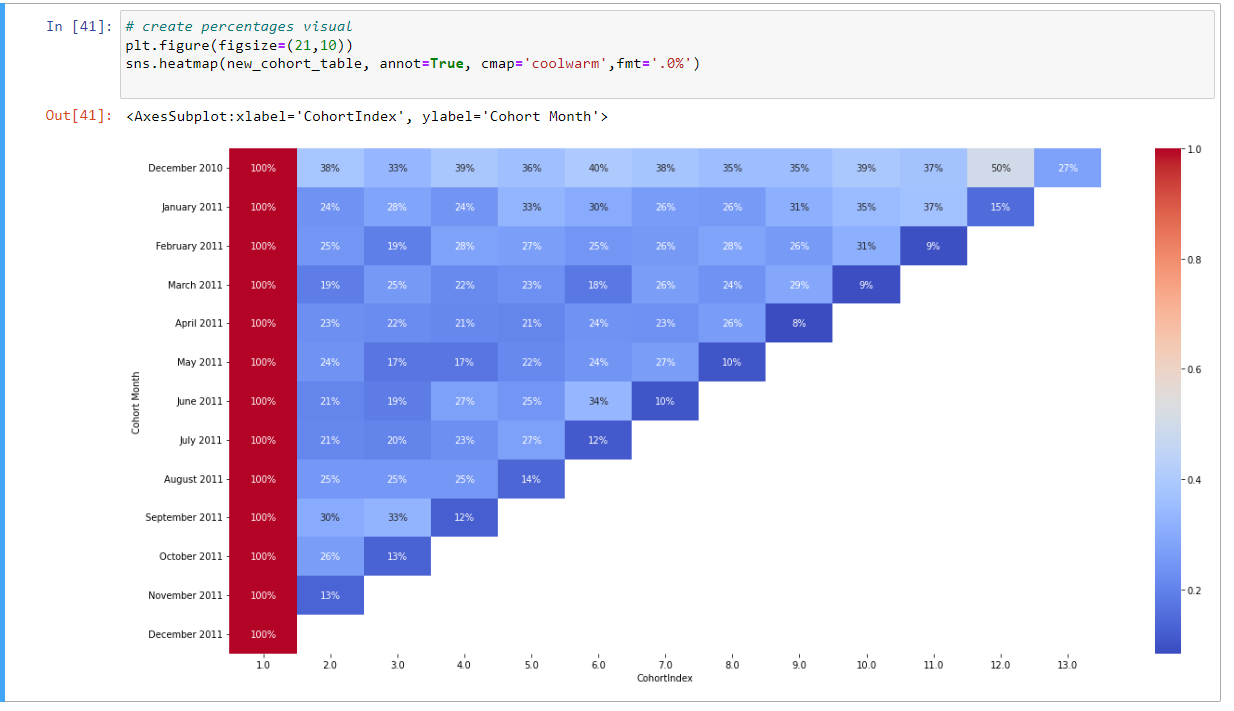 In [41]: # create percentages visual
plt.figure(figsize=(21,10))
sns.heatmap(new_cohort_table, annot=True, cmap='coolwarm',fmt='.0%')
Out[41]: <AxesSubplot:xlabel='CohortIndex', ylabel='Cohort Month'>
December 2010 100% 38% 33% 39% 36% 40% 38% 35% 35% 39% 37% 50% 27%
January 2011 100% 24% 28% 24% 33% 30% 26% 26% 31% 35% 37% 15%
February 2011 100% 25% 19% 28% 27% 25% 26% 28% 26% 31% 9%
March 2011 100% 19% 25% 22% 23% 18% 26% 24% 29% 9%
April 2011 100% 23% 22% 21% 21% 24% 23% 26% 8%
May 2011 100% 24% 17% 17% 22% 24% 27% 10%
June 2011 100% 21% 19% 27% 25% 34% 10%
July 2011 100% 21% 20% 23% 27% 12%
August 2011 100% 25% 25% 25% 14%
September 2011 100% 30% 33% 12%
October 2011 100% 26% 13%
November 2011 100% 13%
December 2011 100%
Cohort Month
1.0 2.0 3.0 4.0 5.0 6.0 7.0 8.0 9.0 10.0 11.0 12.0 13.0
CohortIndex
1.0
0.8
0.6
0.4
0.2